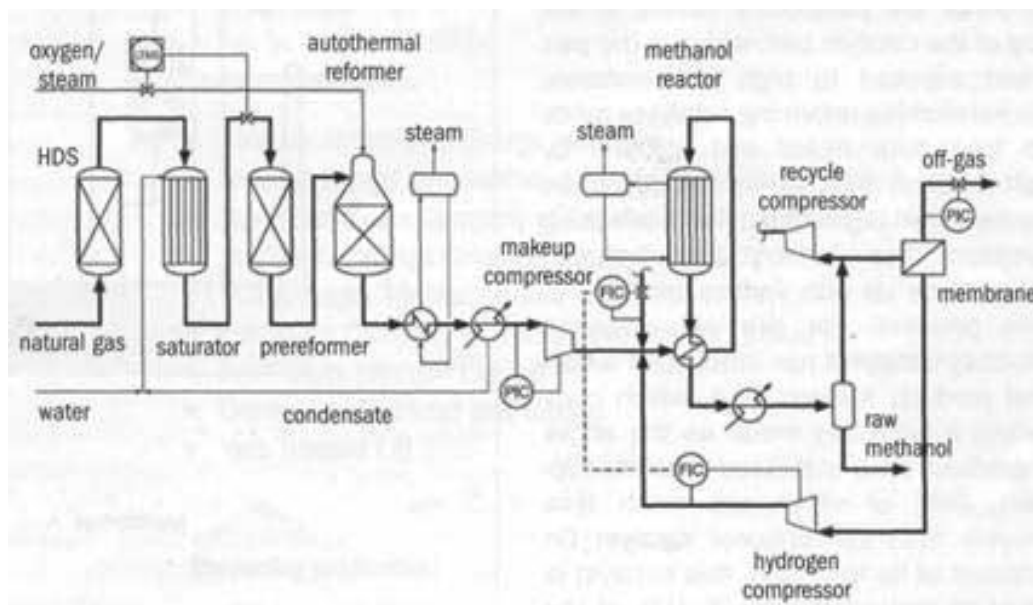 oxygen/
steam
autothermal
reformer
methanol
reactor
steam
steam
HDS
off-gas
recycle
compressor
PIC
makeup
compressor
FIC
membrane
natural gas
saturator
prereformer
water
condensate
PIC
raw
methanol
FIC
hydrogen
compressor